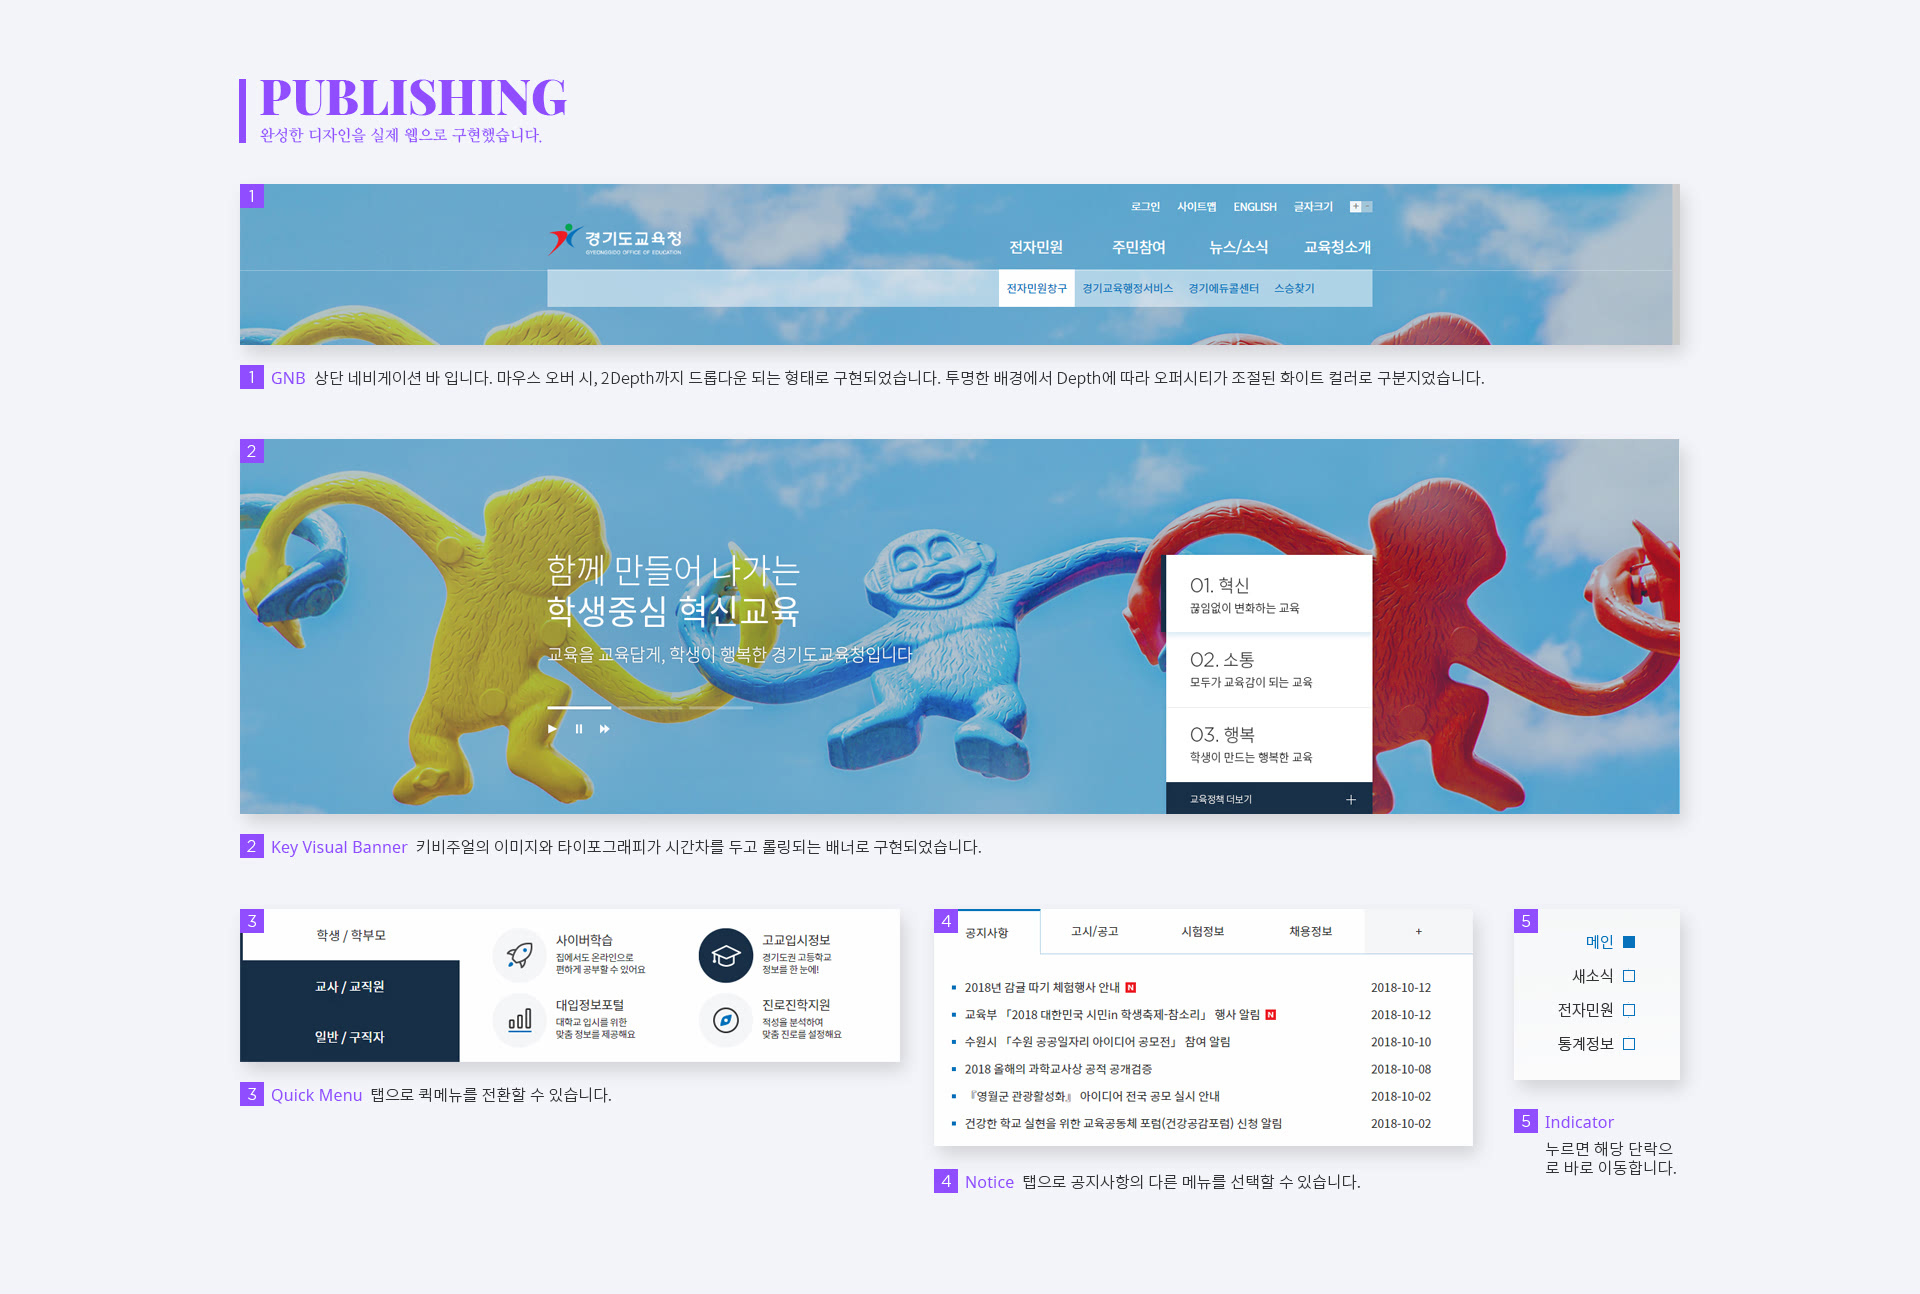 PUBLISHING
완성한 디자인을 실제 웹으로 구현했습니다.
1
로그인 사이트맵 ENGLISH 글자크기 + -
경기도교육청
GYEONGGIDO OFFICE OF EDUCATION
전자민원 주민참여 뉴스/소식 교육청소개
전자민원창구 경기교육행정서비스 경기에듀콜센터 스승찾기
1 GNB 상단 네비게이션 바 입니다. 마우스 오버 시, 2Depth까지 드롭다운 되는 형태로 구현되었습니다. 투명한 배경에서 Depth에 따라 오퍼시티가 조절된 화이트 컬러로 구분지었습니다.
2
함께 만들어 나가는
학생중심 혁신교육
교육을 교육답게, 학생이 행복한 경기도교육청입니다
01. 혁신
끊임없이 변화하는 교육
02. 소통
모두가 교육감이 되는 교육
03. 행복
학생이 만드는 행복한 교육
교육정책 더보기 +
2 Key Visual Banner 키비주얼의 이미지와 타이포그래피가 시간차를 두고 롤링되는 배너로 구현되었습니다.
3
학생 / 학부모
교사 / 교직원
일반 / 구직자
사이버학습
집에서도 온라인으로
편하게 공부할 수 있어요
고교입시정보
경기도권 고등학교
정보를 한 눈에!
대입정보포털
대학교 입시를 위한
맞춤 정보를 제공해요
진로진학지원
적성을 분석하여
맞춤 진로를 설정해요
3 Quick Menu 탭으로 퀵메뉴를 전환할 수 있습니다.
4
공지사항 고시/공고 시험정보 채용정보 +
2018년 감귤 따기 체험행사 안내 N 2018-10-12
교육부 「2018 대한민국 시민in 학생축제-참소리」 행사 알림 N 2018-10-12
수원시 「수원 공공일자리 아이디어 공모전」 참여 알림 2018-10-10
2018 올해의 과학교사상 공적 공개검증 2018-10-08
『영월군 관광활성화』 아이디어 전국 공모 실시 안내 2018-10-02
건강한 학교 실현을 위한 교육공동체 포럼(건강공감포럼) 신청 알림 2018-10-02
4 Notice 탭으로 공지사항의 다른 메뉴를 선택할 수 있습니다.
5
메인
새소식
전자민원
통계정보
5 Indicator
누르면 해당 단락으
로 바로 이동합니다.